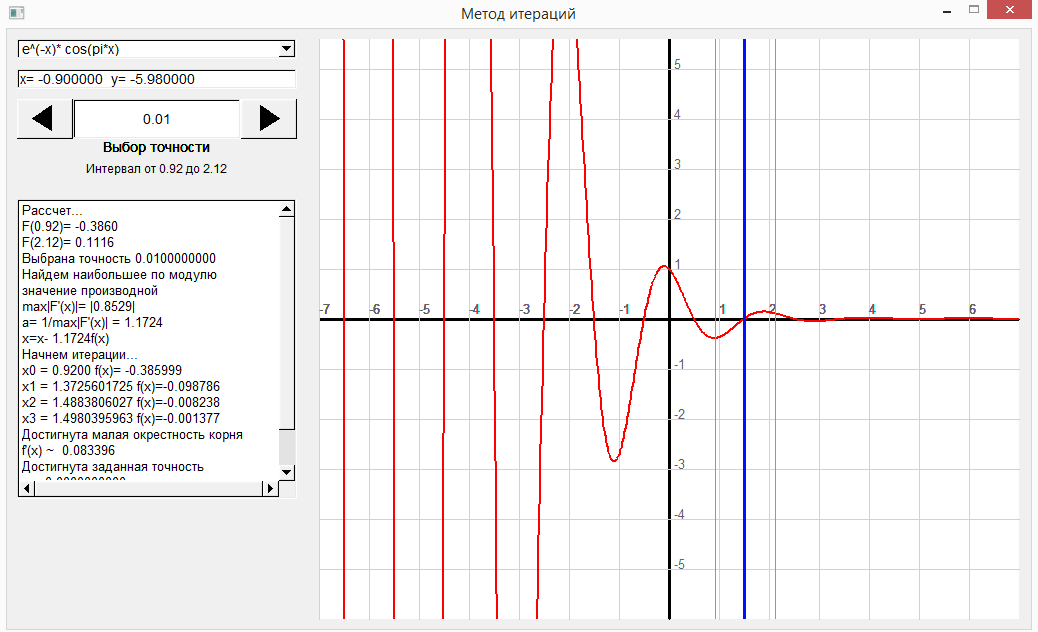 Метод итераций
e^(-x)* cos(pi*x)
x= -0.900000 y= -5.980000
0.01
Выбор точности
Интервал от 0.92 до 2.12
Рассчет...
F(0.92)= -0.3860
F(2.12)= 0.1116
Выбрана точность 0.0100000000
Найдем наибольшее по модулю
значение производной
max|F'(x)|= |0.8529|
a= 1/max|F'(x)| = 1.1724
x=x- 1.1724f(x)
Начнем итерации...
x0 = 0.9200 f(x)= -0.385999
x1 = 1.3725601725 f(x)=-0.098786
x2 = 1.4883806027 f(x)=-0.008238
x3 = 1.4980395963 f(x)=-0.001377
Достигнута малая окрестность корня
f'(x) ~ 0.083396
Достигнута заданная точность
5
4
3
2
1
-7 -6 -5 -4 -3 -2 -1 1 2 3 4 5 6
-1
-2
-3
-4
-5